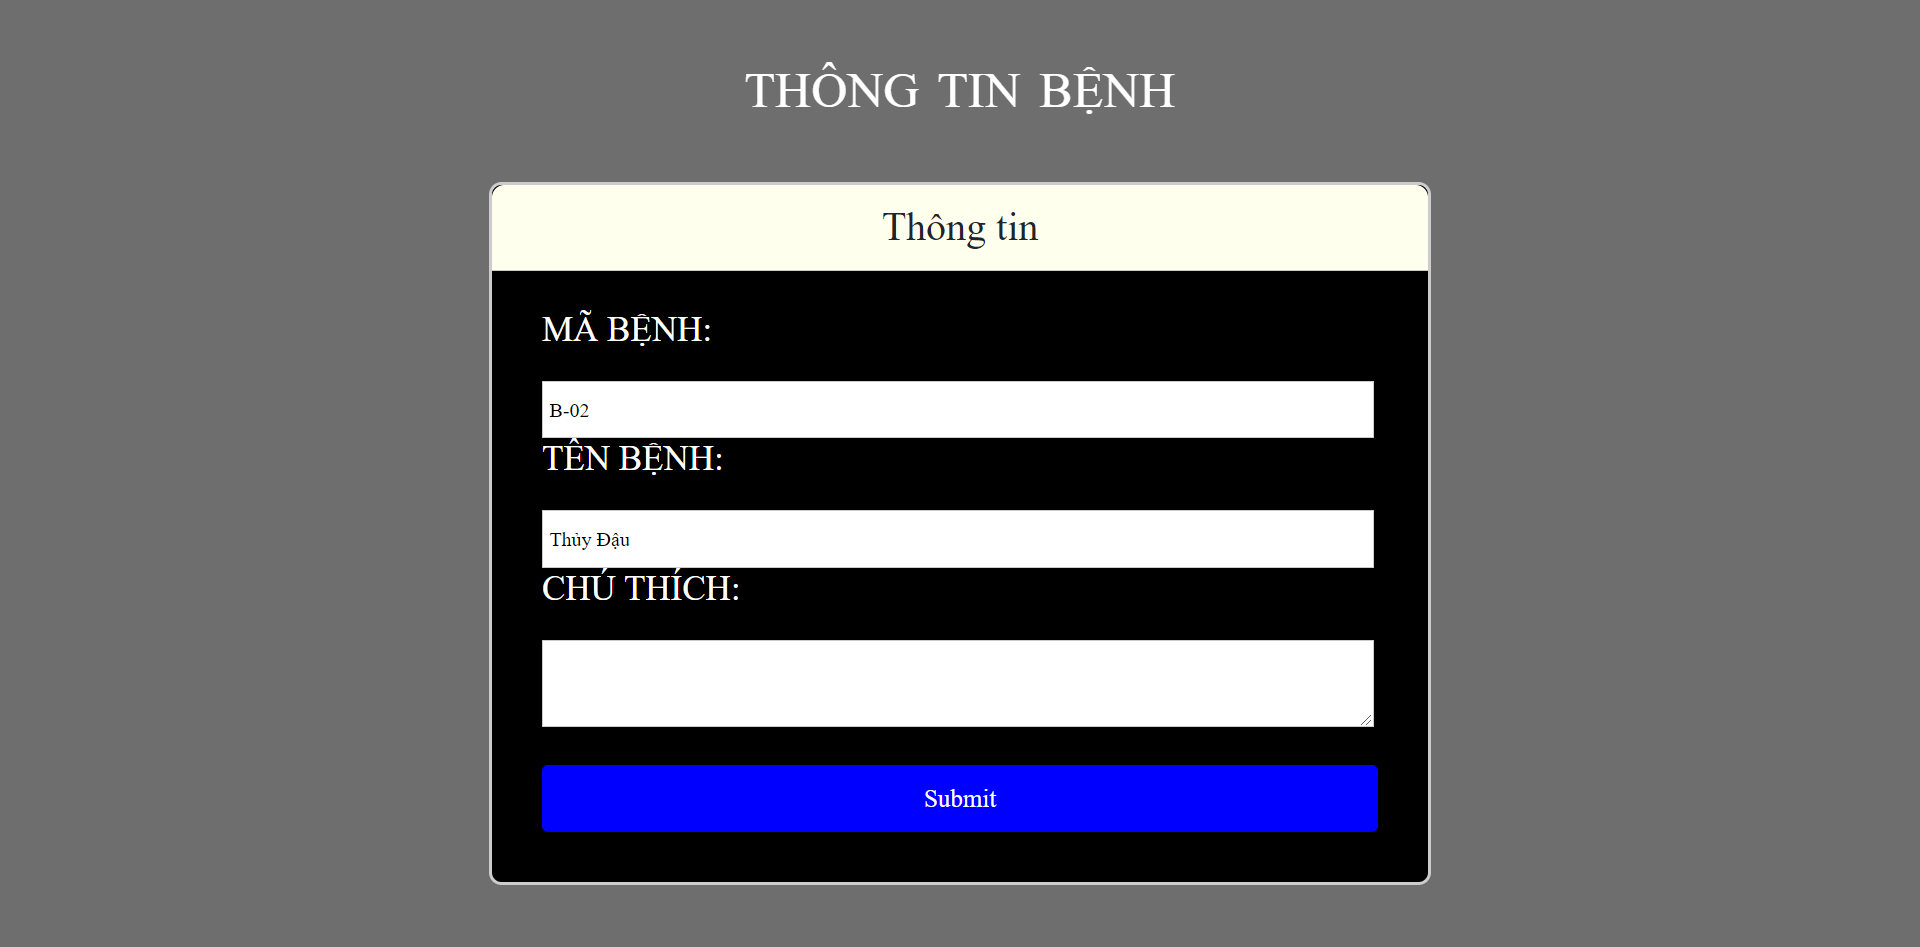 THÔNG TIN BỆNH
Thông tin
MÃ BỆNH:
B-02
TÊN BỆNH:
Thủy Đậu
CHÚ THÍCH:
Submit